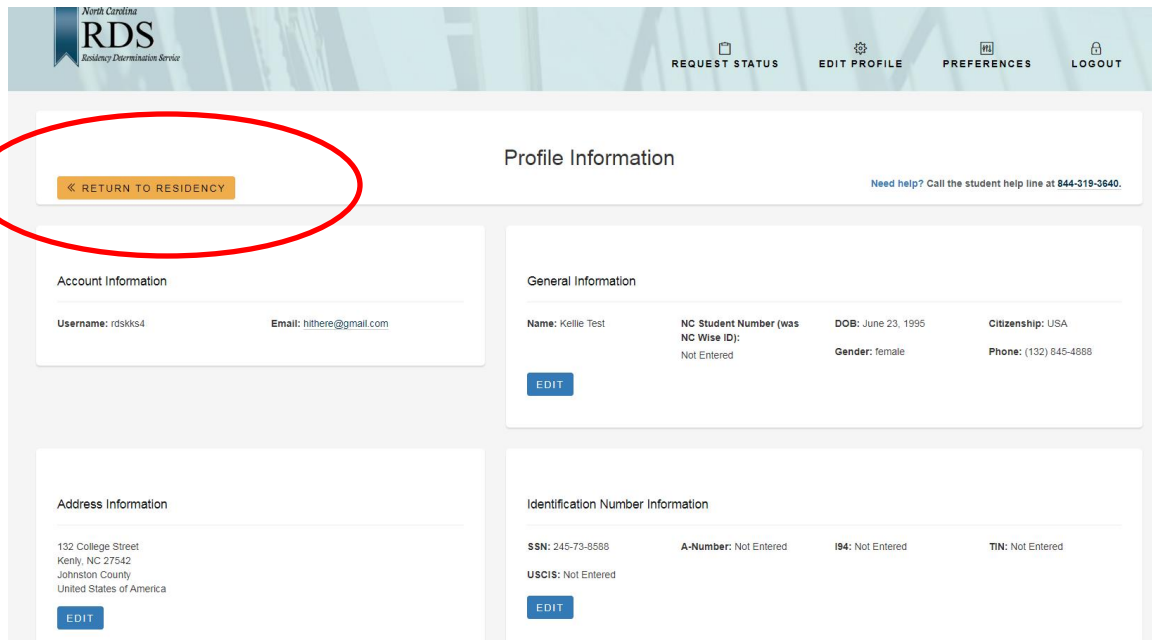 North Carolina
RDS
Residency Determination Service
REQUEST STATUS
EDIT PROFILE
PREFERENCES
LOGOUT
Profile Information
« RETURN TO RESIDENCY
Need help? Call the student help line at 844-319-3640.
Account Information
Username: rdskks4
Email: hithere@gmail.com
General Information
Name: Kellie Test
NC Student Number (was
NC Wise ID):
Not Entered
DOB: June 23, 1995
Gender: female
Citizenship: USA
Phone: (132) 845-4888
EDIT
Address Information
132 College Street
Kenly, NC 27542
Johnston County
United States of America
EDIT
Identification Number Information
SSN: 245-73-8588
A-Number: Not Entered
I94: Not Entered
TIN: Not Entered
USCIS: Not Entered
EDIT